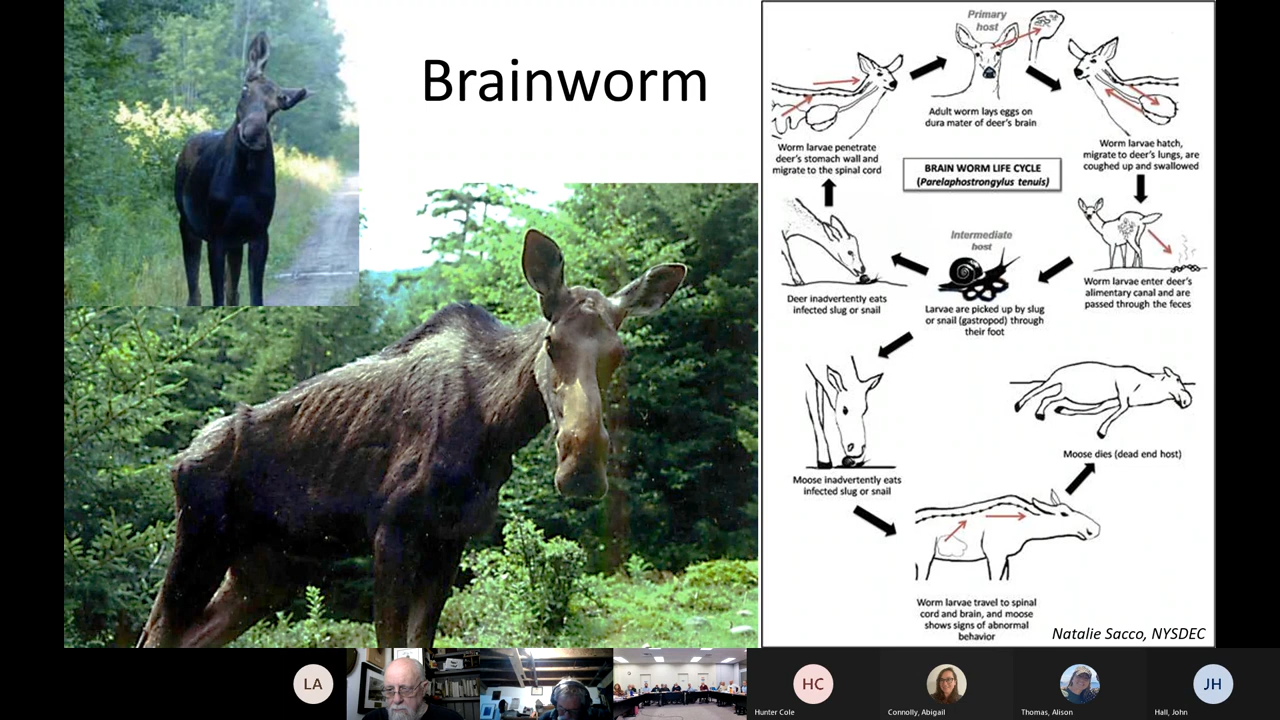 Brainworm
Primary
host
Adult worm lays eggs on
dura mater of deer's brain
Worm larvae hatch,
migrate to deer's lungs, are
coughed up and swallowed
Worm larvae penetrate
deer's stomach wall and
migrate to the spinal cord
BRAIN WORM LIFE CYCLE
(Parelaphostrongylus tenuis)
Intermediate
host
Worm larvae enter deer's
alimentary canal and are
passed through the feces
Deer inadvertently eats
infected slug or snail
Larvae are picked up by slug
or snail (gastropod) through
their foot
Moose inadvertently eats
infected slug or snail
Moose dies (dead end host)
Worm larvae travel to spinal
cord and brain, and moose
shows signs of abnormal
behavior
Natalie Sacco, NYSDEC
LA
HC
JH
Hunter Cole
Connolly, Abigail
Thomas, Alison
Hall, John